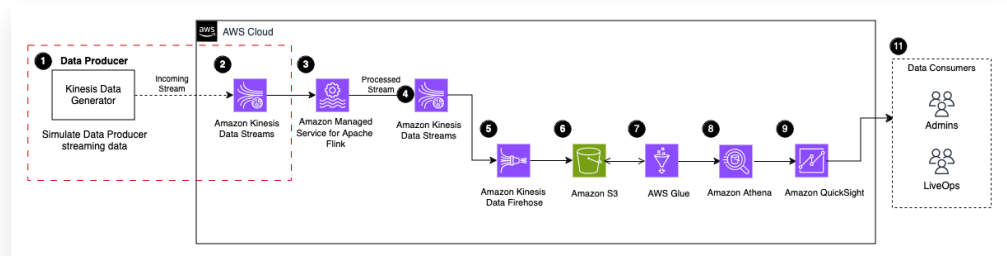 aws
AWS Cloud
1
Data Producer
Kinesis Data
Generator
Simulate Data Producer
streaming data
Incoming
Stream
2
Amazon Kinesis
Data Streams
3
Amazon Managed
Service for Apache
Flink
Processed
Stream
4
Amazon Kinesis
Data Streams
5
Amazon Kinesis
Data Firehose
6
Amazon S3
7
AWS Glue
8
Amazon Athena
9
Amazon QuickSight
11
Data Consumers
Admins
LiveOps